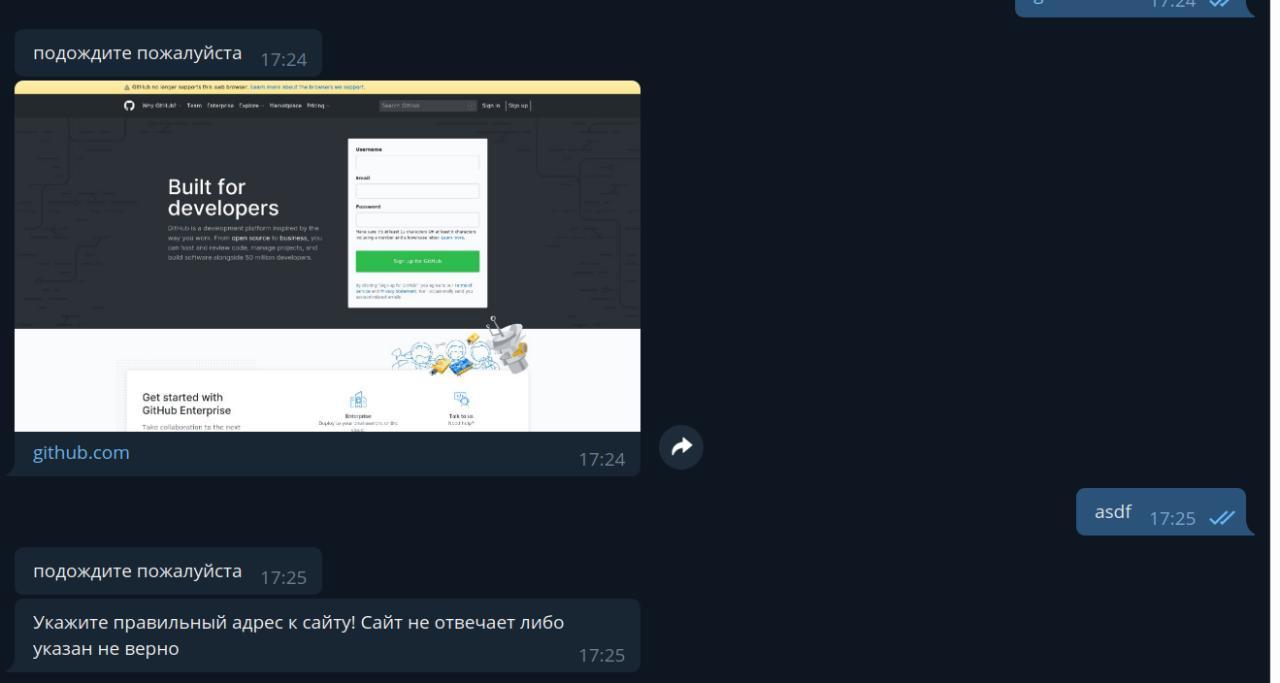 17:24
подождите пожалуйста 17:24
GitHub no longer supports this web browser. Learn more about the browsers we support.
Why GitHub? Team Enterprise Explore Marketplace Pricing Search GitHub Sign in Sign up
Username
Email
Built for
developers
Password
GitHub is a development platform inspired by the
way you work. From open source to business, you
can host and review code, manage projects, and
build software alongside 50 million developers.
Make sure it's at least 15 characters OR at least 8 characters
including a number and a lowercase letter. Learn more.
Sign up for GitHub
By clicking "Sign up for GitHub", you agree to our Terms of
Service and Privacy Statement. We'll occasionally send you
account-related emails.
Get started with
GitHub Enterprise
Take collaboration to the next
Enterprise
Deploy to your environment or the
cloud.
Talk to us
Need help?
github.com 17:24
asdf 17:25
подождите пожалуйста 17:25
Укажите правильный адрес к сайту! Сайт не отвечает либо
указан не верно 17:25